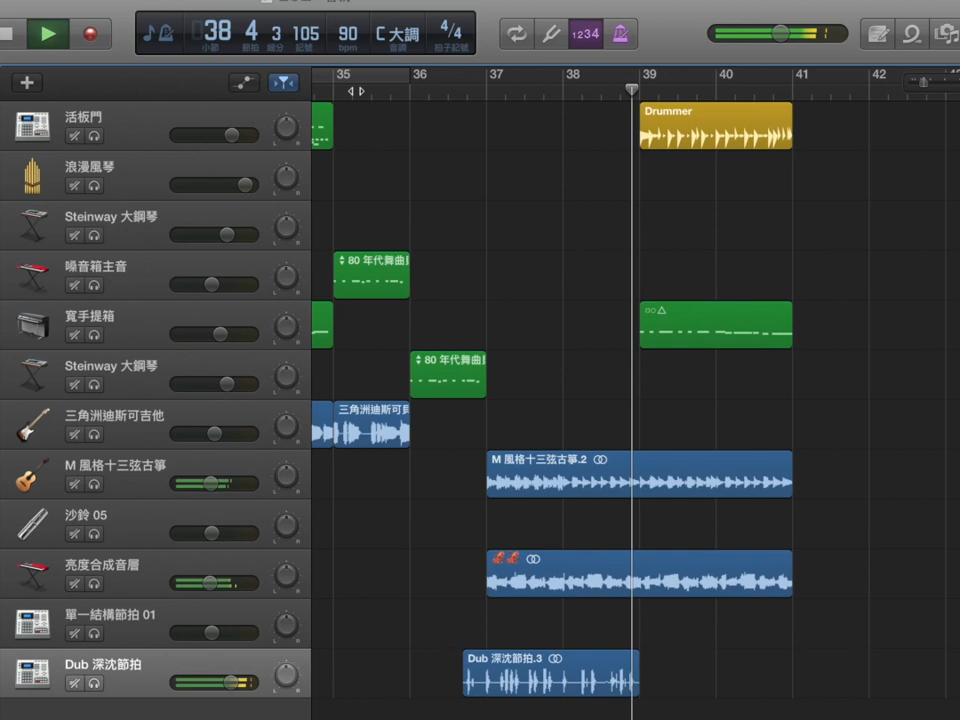 38 4 3 105 90 C 大調 4/4
小節 節拍 細分 記號 bpm 音調 拍子記號
1234
35 36 37 38 39 40 41 42
活板門
L R
Drummer
浪漫風琴
L R
Steinway 大鋼琴
L R
嗓音箱主音
L R
80 年代舞曲
寬手提箱
L R
Steinway 大鋼琴
L R
80 年代舞曲
三角洲迪斯可吉他
L R
三角洲迪斯可
M 風格十三弦古箏
L R
M 風格十三弦古箏.2
沙鈴 05
L R
亮度合成音層
L R
單一結構節拍 01
L R
Dub 深沈節拍
L R
Dub 深沈節拍.3